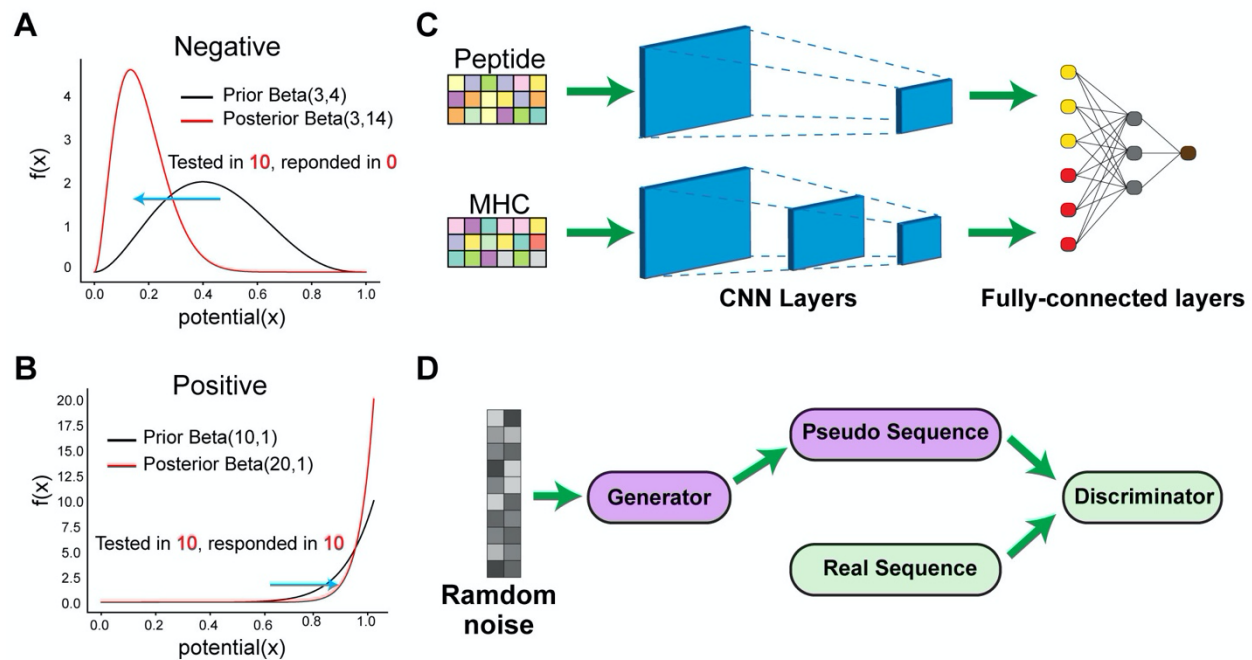 A
Negative
Prior Beta(3,4)
Posterior Beta(3,14)
Tested in 10, reponded in 0
f(x)
4
3
2
1
0
0.0 0.2 0.4 0.6 0.8 1.0
potential(x)
B
Positive
Prior Beta(10,1)
Posterior Beta(20,1)
Tested in 10, responded in 10
f(x)
20.0
17.5
15.0
12.5
10.0
7.5
5.0
2.5
0.0
0.0 0.2 0.4 0.6 0.8 1.0
potential(x)
C
Peptide
MHC
CNN Layers
Fully-connected layers
D
Ramdom
noise
Generator
Pseudo Sequence
Real Sequence
Discriminator